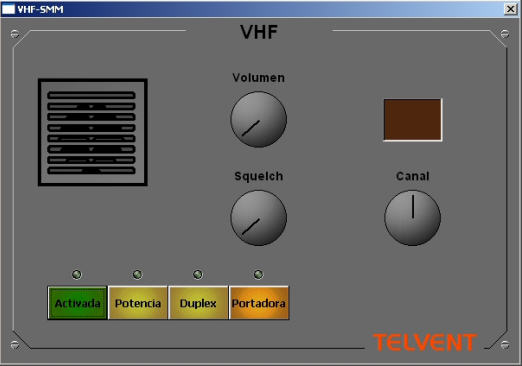 VHF-SMM
VHF
Volumen
Squelch
Canal
Activada
Potencia
Duplex
Portadora
TELVENT